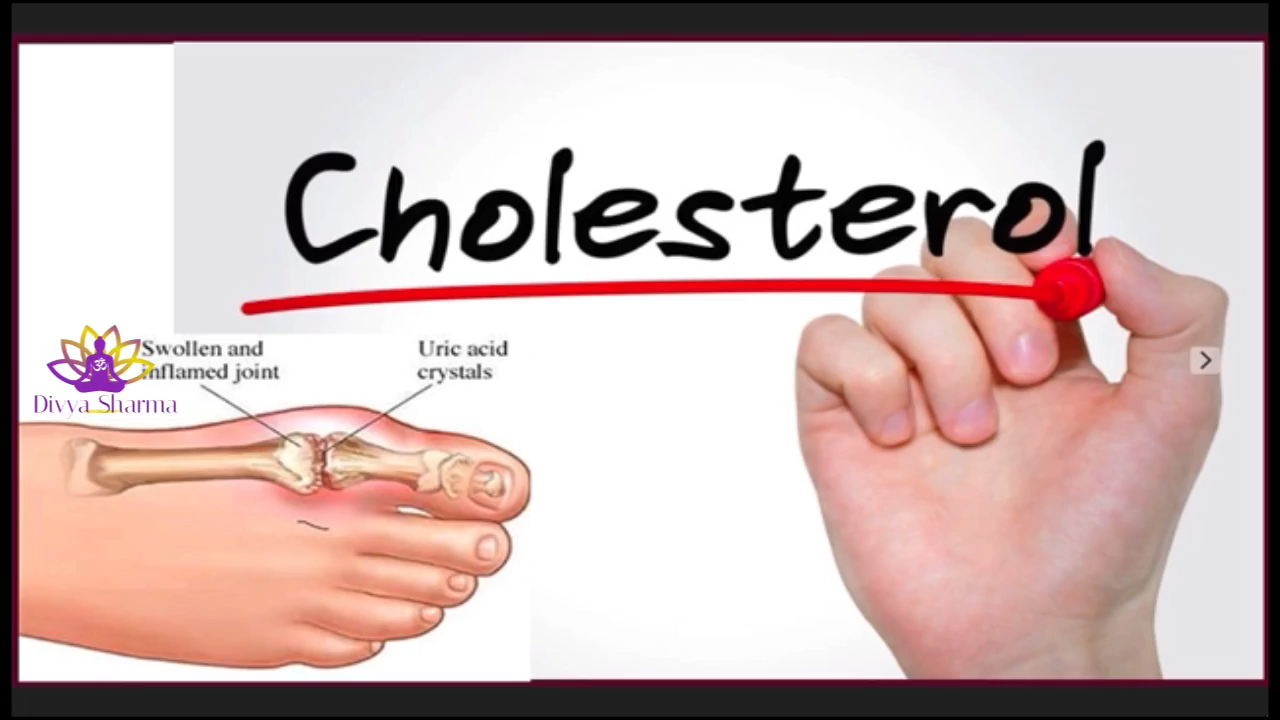 Cholesterol
Swollen and
inflamed joint
Uric acid
crystals
ॐ
Divya Sharma